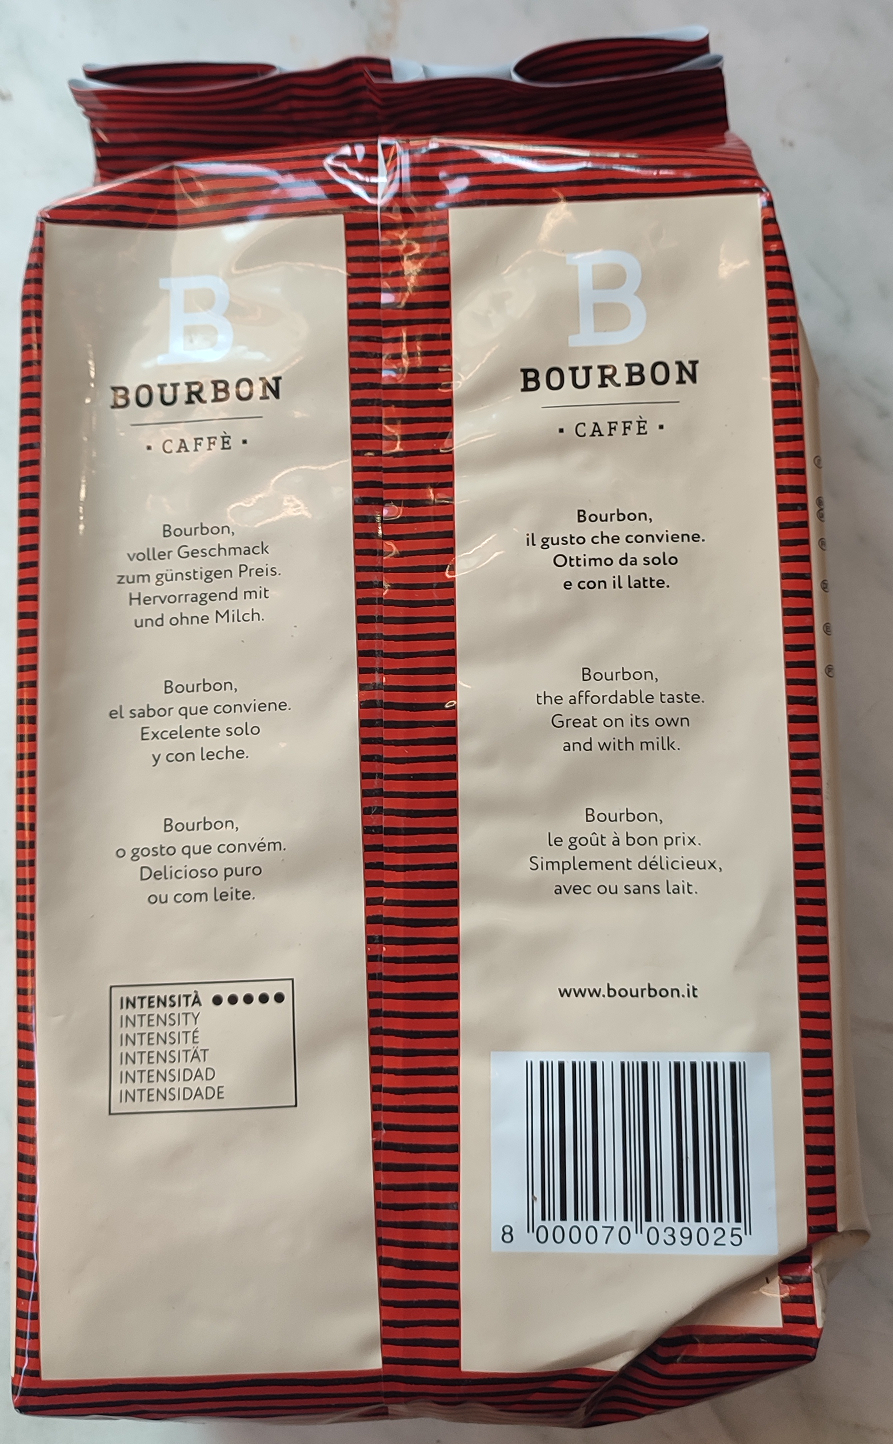 B
BOURBON
· CAFFÈ ·
Bourbon,
voller Geschmack
zum günstigen Preis.
Hervorragend mit
und ohne Milch.
Bourbon,
el sabor que conviene.
Excelente solo
y con leche.
Bourbon,
o gosto que convém.
Delicioso puro
ou com leite.
INTENSITÀ ●●●●●
INTENSITY
INTENSITÉ
INTENSITÄT
INTENSIDAD
INTENSIDADE
B
BOURBON
· CAFFÈ ·
Bourbon,
il gusto che conviene.
Ottimo da solo
e con il latte.
Bourbon,
the affordable taste.
Great on its own
and with milk.
Bourbon,
le goût à bon prix.
Simplement délicieux,
avec ou sans lait.
www.bourbon.it
8 000070 039025